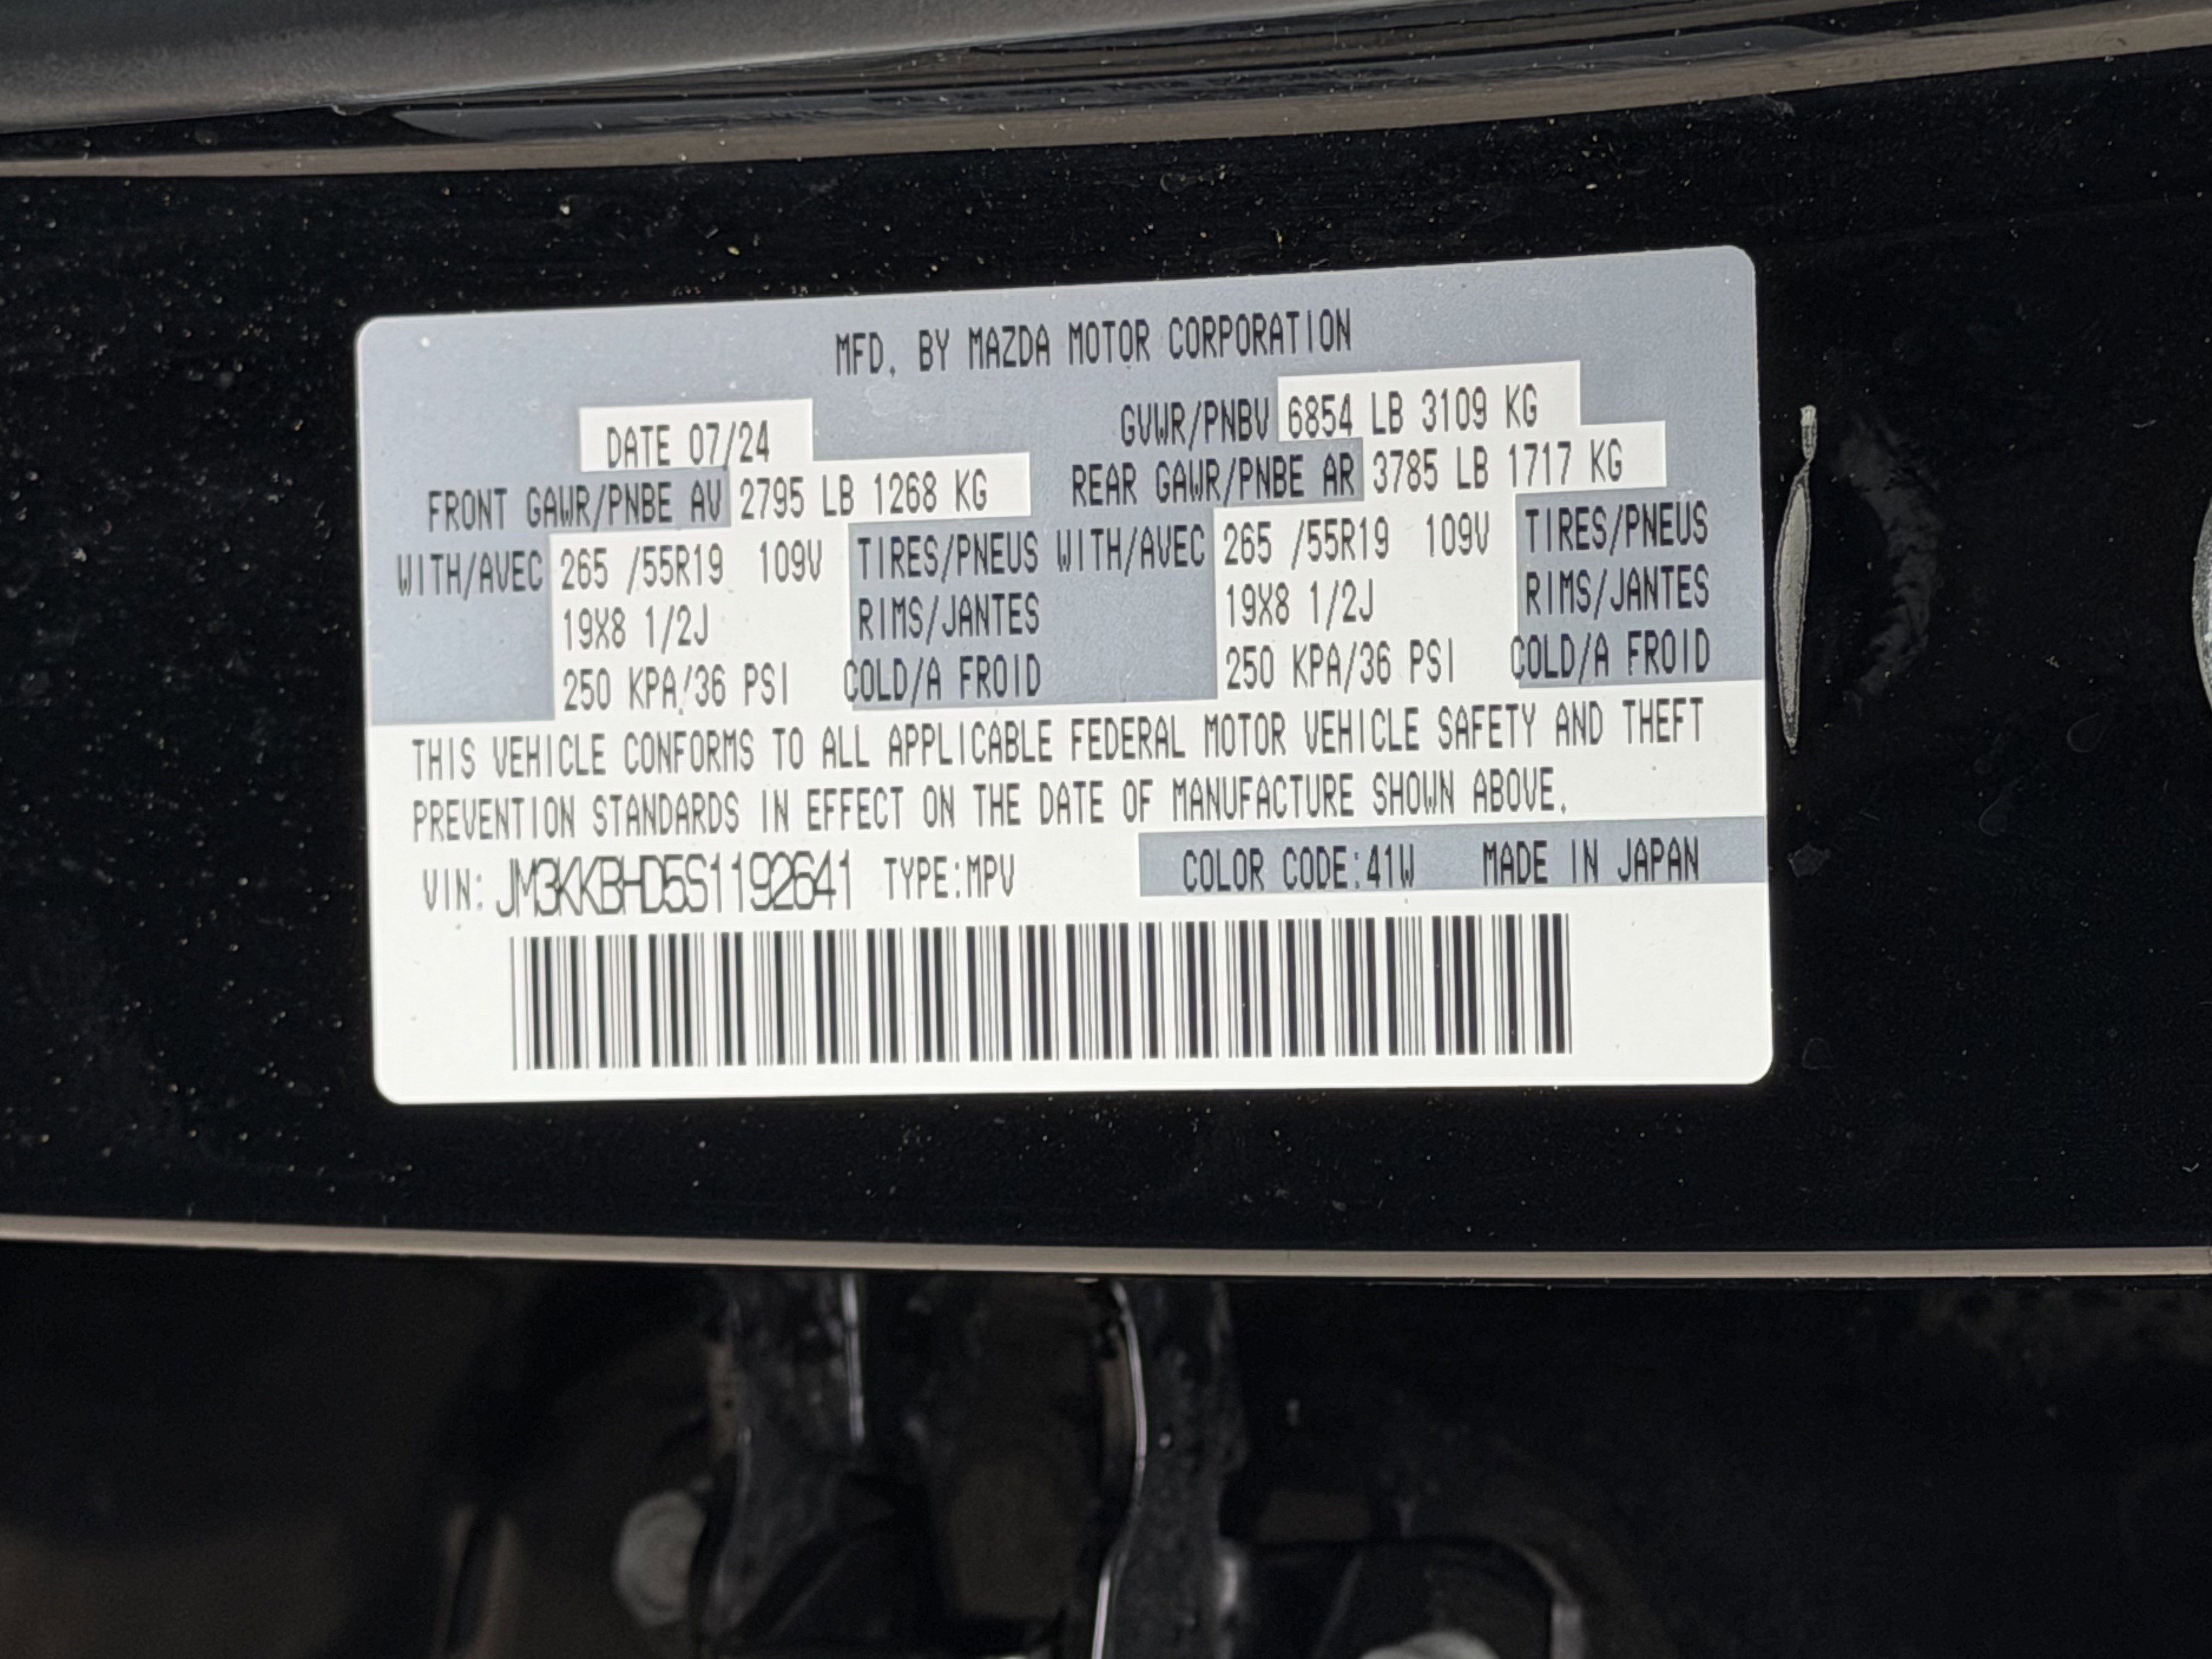 MFD. BY MAZDA MOTOR CORPORATION
DATE 07/24 GVWR/PNBV 6854 LB 3109 KG
FRONT GAWR/PNBE AV 2795 LB 1268 KG REAR GAWR/PNBE AR 3785 LB 1717 KG
WITH/AVEC 265 /55R19 109V TIRES/PNEUS WITH/AVEC 265 /55R19 109V TIRES/PNEUS
19X8 1/2J RIMS/JANTES 19X8 1/2J RIMS/JANTES
250 KPA/36 PSI COLD/A FROID 250 KPA/36 PSI COLD/A FROID
THIS VEHICLE CONFORMS TO ALL APPLICABLE FEDERAL MOTOR VEHICLE SAFETY AND THEFT
PREVENTION STANDARDS IN EFFECT ON THE DATE OF MANUFACTURE SHOWN ABOVE.
VIN: JM3KKBHD5S1192641 TYPE:MPV COLOR CODE:41W MADE IN JAPAN